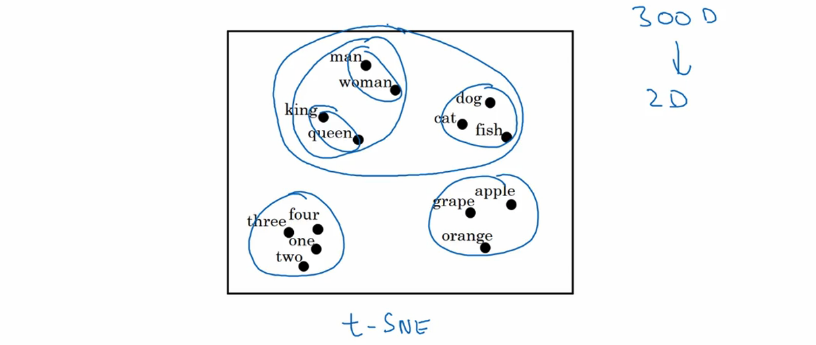 300 D
2D
man
woman
king
queen
dog
cat
fish
three
four
one
two
grape
apple
orange
t-SNE